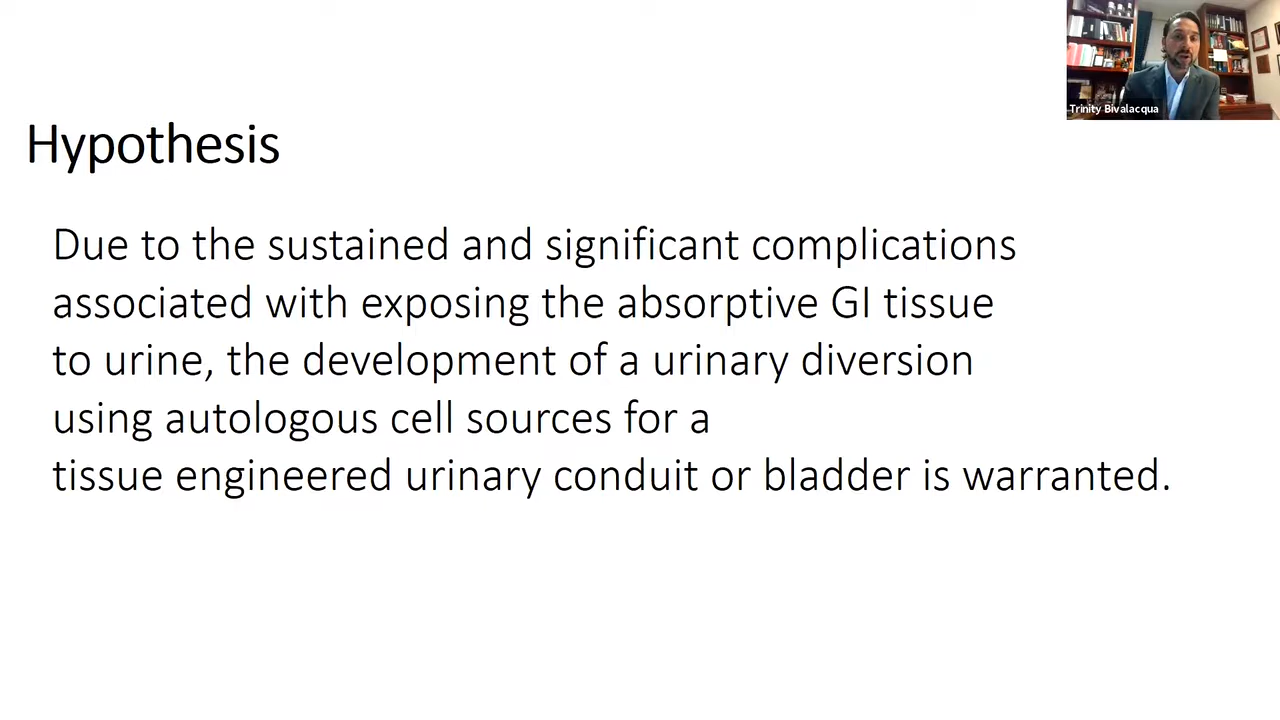 Trinity Bivalacqua
Hypothesis
Due to the sustained and significant complications
associated with exposing the absorptive GI tissue
to urine, the development of a urinary diversion
using autologous cell sources for a
tissue engineered urinary conduit or bladder is warranted.